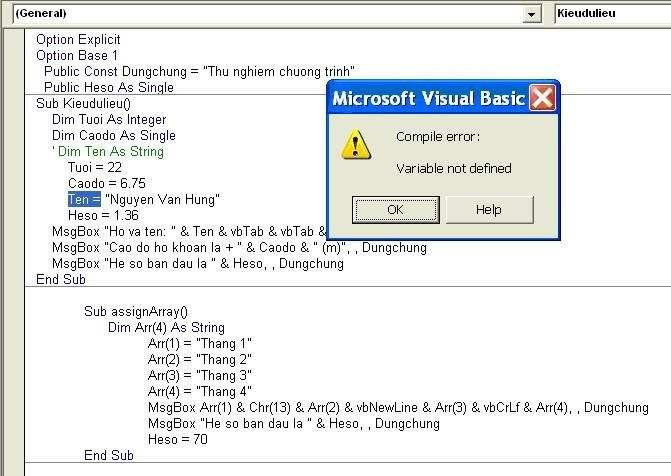 (General)
Kieudulieu
Option Explicit
Option Base 1
Public Const Dungchung = "Thu nghiem chuong trinh"
Public Heso As Single
Sub Kieudulieu()
Dim Tuoi As Integer
Dim Caodo As Single
' Dim Ten As String
Tuoi = 22
Caodo = 6.75
Ten = "Nguyen Van Hung"
Heso = 1.36
MsgBox "Ho va ten: " & Ten & vbTab & vbTab &
MsgBox "Cao do ho khoan la + " & Caodo & " (m)", , Dungchung
MsgBox "He so ban dau la " & Heso, , Dungchung
End Sub
Microsoft Visual Basic
Compile error:
Variable not defined
OK
Help
Sub assignArray()
Dim Arr(4) As String
Arr(1) = "Thang 1"
Arr(2) = "Thang 2"
Arr(3) = "Thang 3"
Arr(4) = "Thang 4"
MsgBox Arr(1) & Chr(13) & Arr(2) & vbNewLine & Arr(3) & vbCrLf & Arr(4), , Dungchung
MsgBox "He so ban dau la " & Heso, , Dungchung
Heso = 70
End Sub